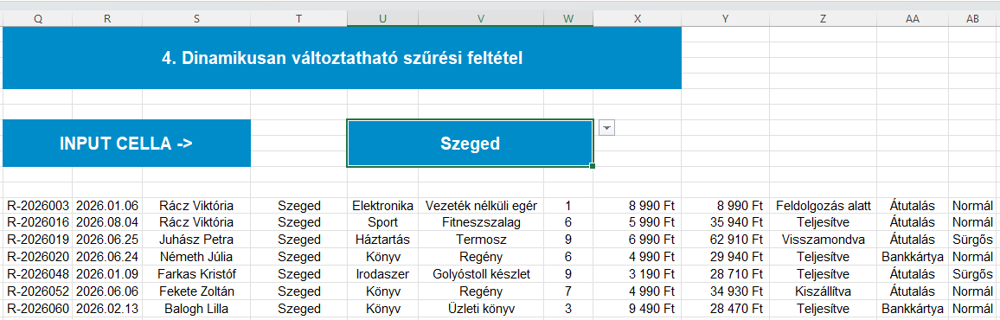 Q R S T U V W X Y Z AA AB
4. Dinamikusan változtatható szűrési feltétel
INPUT CELLA -> Szeged
R-2026003 2026.01.06 Rácz Viktória Szeged Elektronika Vezeték nélküli egér 1 8 990 Ft 8 990 Ft Feldolgozás alatt Átutalás Normál
R-2026016 2026.08.04 Rácz Viktória Szeged Sport Fitneszszalag 6 5 990 Ft 35 940 Ft Teljesítve Átutalás Normál
R-2026019 2026.06.25 Juhász Petra Szeged Háztartás Termosz 9 6 990 Ft 62 910 Ft Visszamondva Átutalás Sürgős
R-2026020 2026.06.24 Németh Júlia Szeged Könyv Regény 6 4 990 Ft 29 940 Ft Teljesítve Bankkártya Normál
R-2026048 2026.01.09 Farkas Kristóf Szeged Irodaszer Golyóstoll készlet 9 3 190 Ft 28 710 Ft Teljesítve Átutalás Sürgős
R-2026052 2026.06.06 Fekete Zoltán Szeged Könyv Regény 7 4 990 Ft 34 930 Ft Kiszállítva Átutalás Normál
R-2026060 2026.02.13 Balogh Lilla Szeged Könyv Üzleti könyv 3 9 490 Ft 28 470 Ft Teljesítve Bankkártya Normál